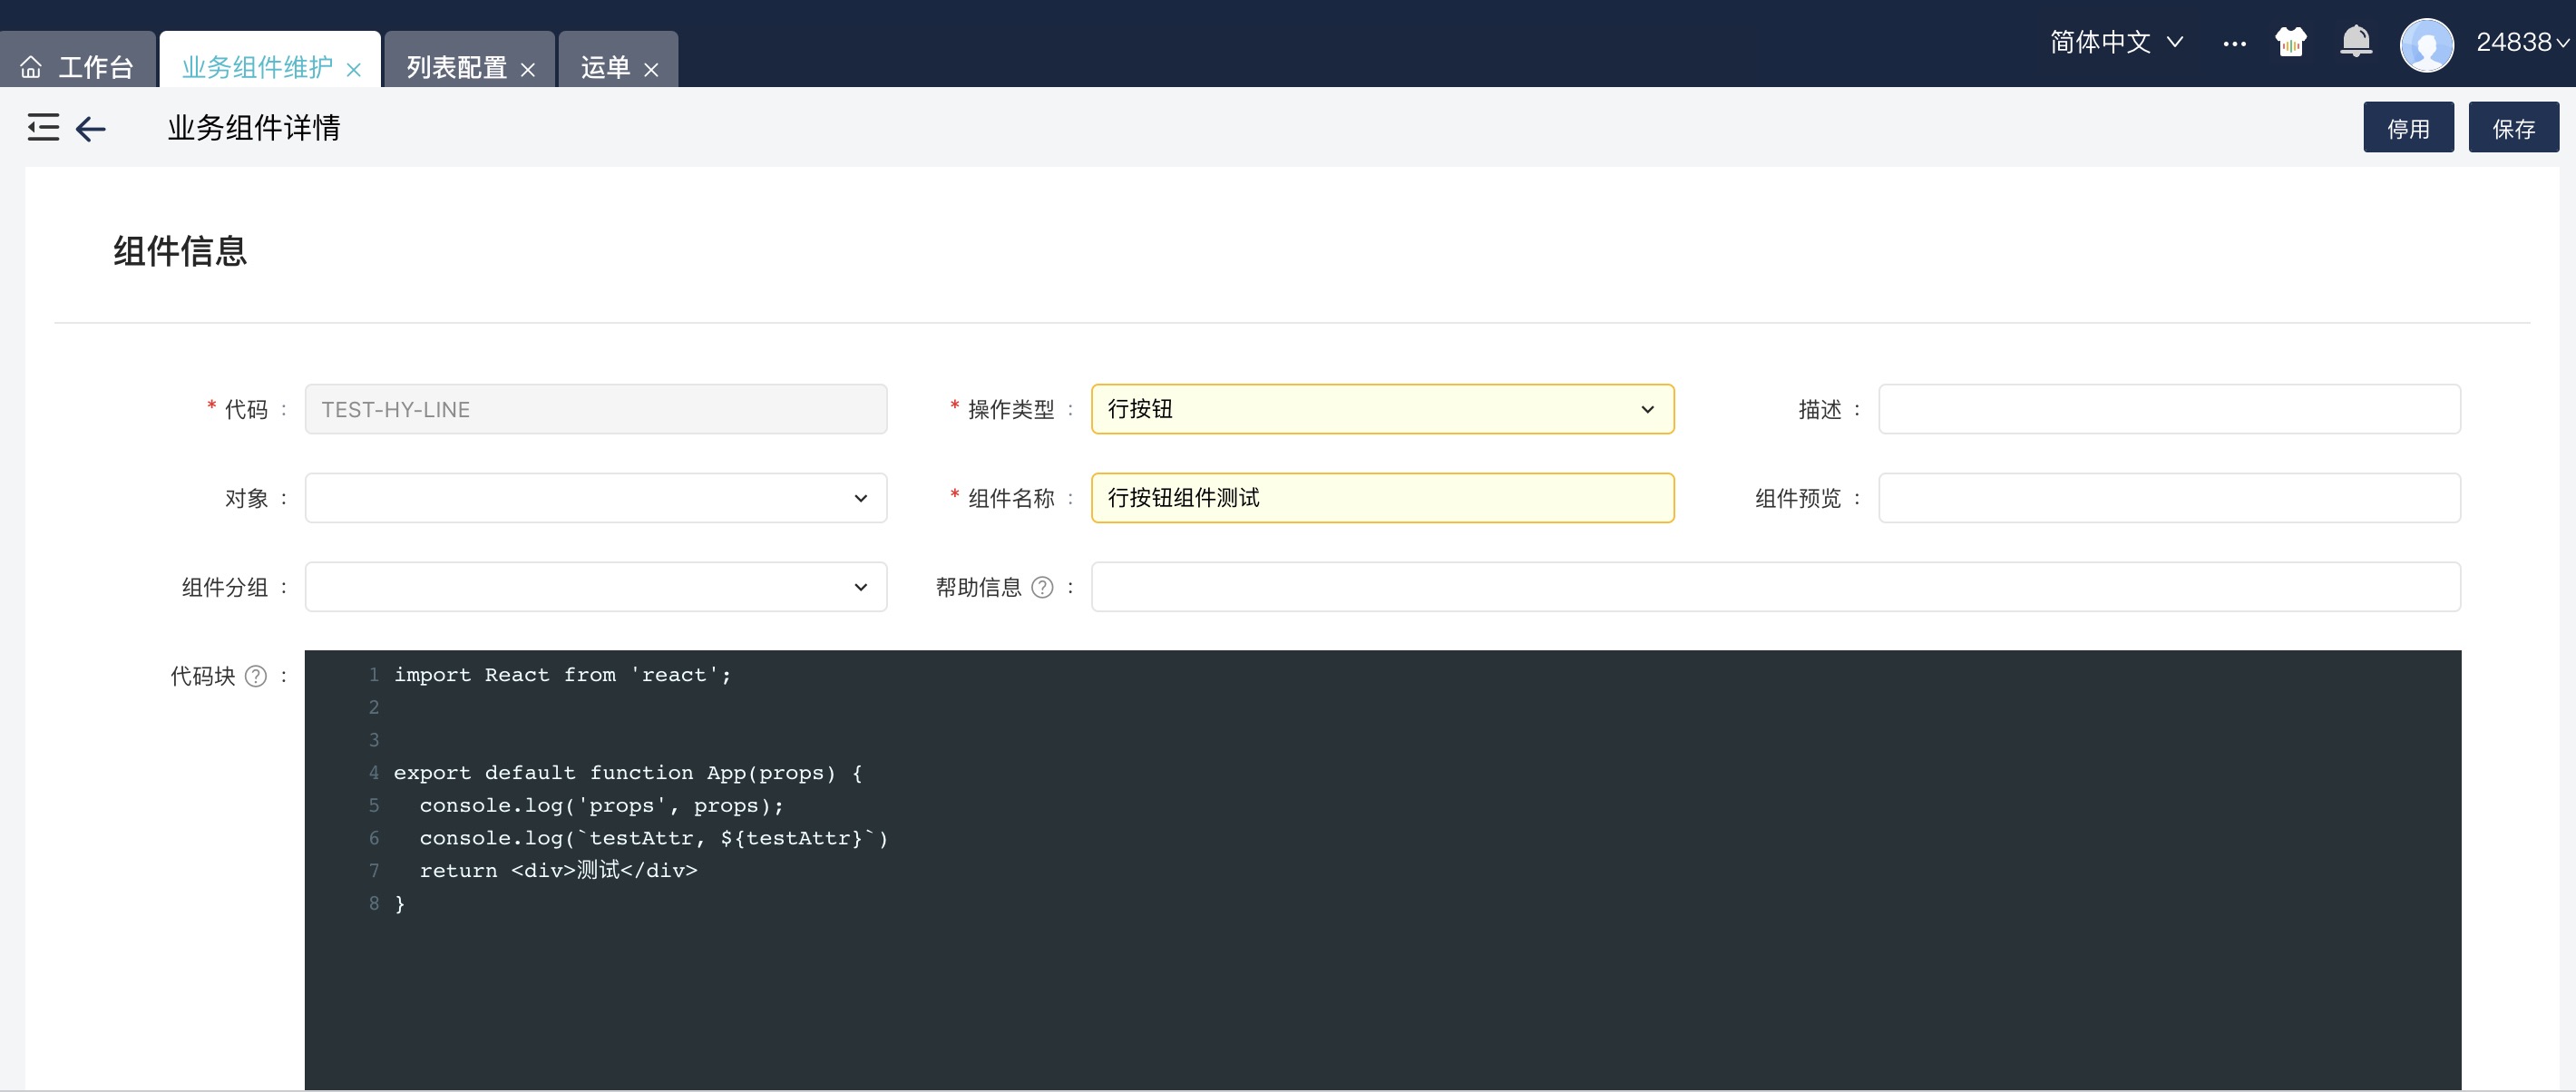 工作台 业务组件维护 列表配置 运单 简体中文 ... 24838
业务组件详情 停用 保存
组件信息
* 代码 : TEST-HY-LINE * 操作类型 : 行按钮 描述 :
对象 : * 组件名称 : 行按钮组件测试 组件预览 :
组件分组 : 帮助信息 ? :
代码块 ? :
1 import React from 'react';
2
3
4 export default function App(props) {
5   console.log('props', props);
6   console.log(`testAttr, ${testAttr}`)
7   return <div>测试</div>
8 }